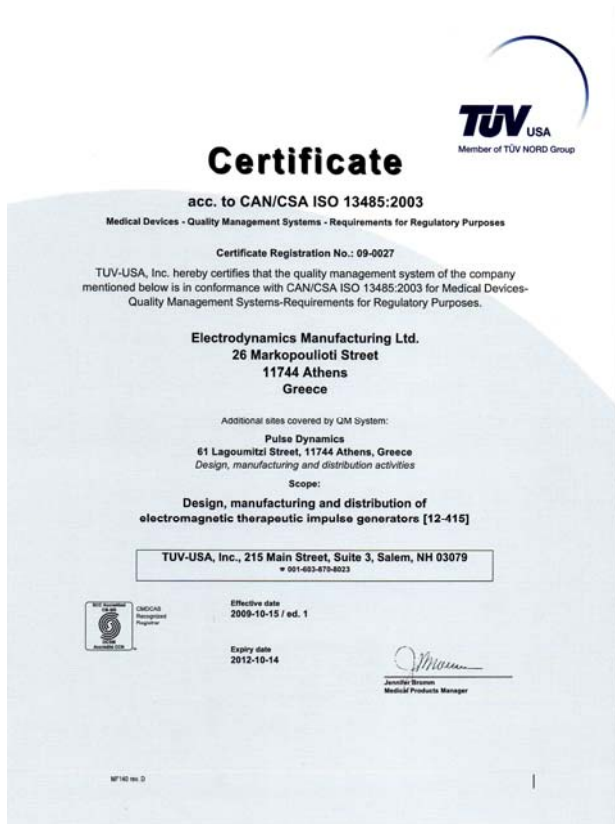 TÜV USA
Member of TÜV NORD Group
Certificate
acc. to CAN/CSA ISO 13485:2003
Medical Devices - Quality Management Systems - Requirements for Regulatory Purposes
Certificate Registration No.: 09-0027
TUV-USA, Inc. hereby certifies that the quality management system of the company
mentioned below is in conformance with CAN/CSA ISO 13485:2003 for Medical Devices-
Quality Management Systems-Requirements for Regulatory Purposes.
Electrodynamics Manufacturing Ltd.
26 Markopoulioti Street
11744 Athens
Greece
Additional sites covered by QM System:
Pulse Dynamics
61 Lagoumitzi Street, 11744 Athens, Greece
Design, manufacturing and distribution activities
Scope:
Design, manufacturing and distribution of
electromagnetic therapeutic impulse generators [12-415]
TUV-USA, Inc., 215 Main Street, Suite 3, Salem, NH 03079
001-603-870-8023
CMDCAS
Recognized
Registrar
Effective date
2009-10-15 / ed. 1
Expiry date
2012-10-14
Jennifer Bromm
Medical Products Manager
MF140 rev. D